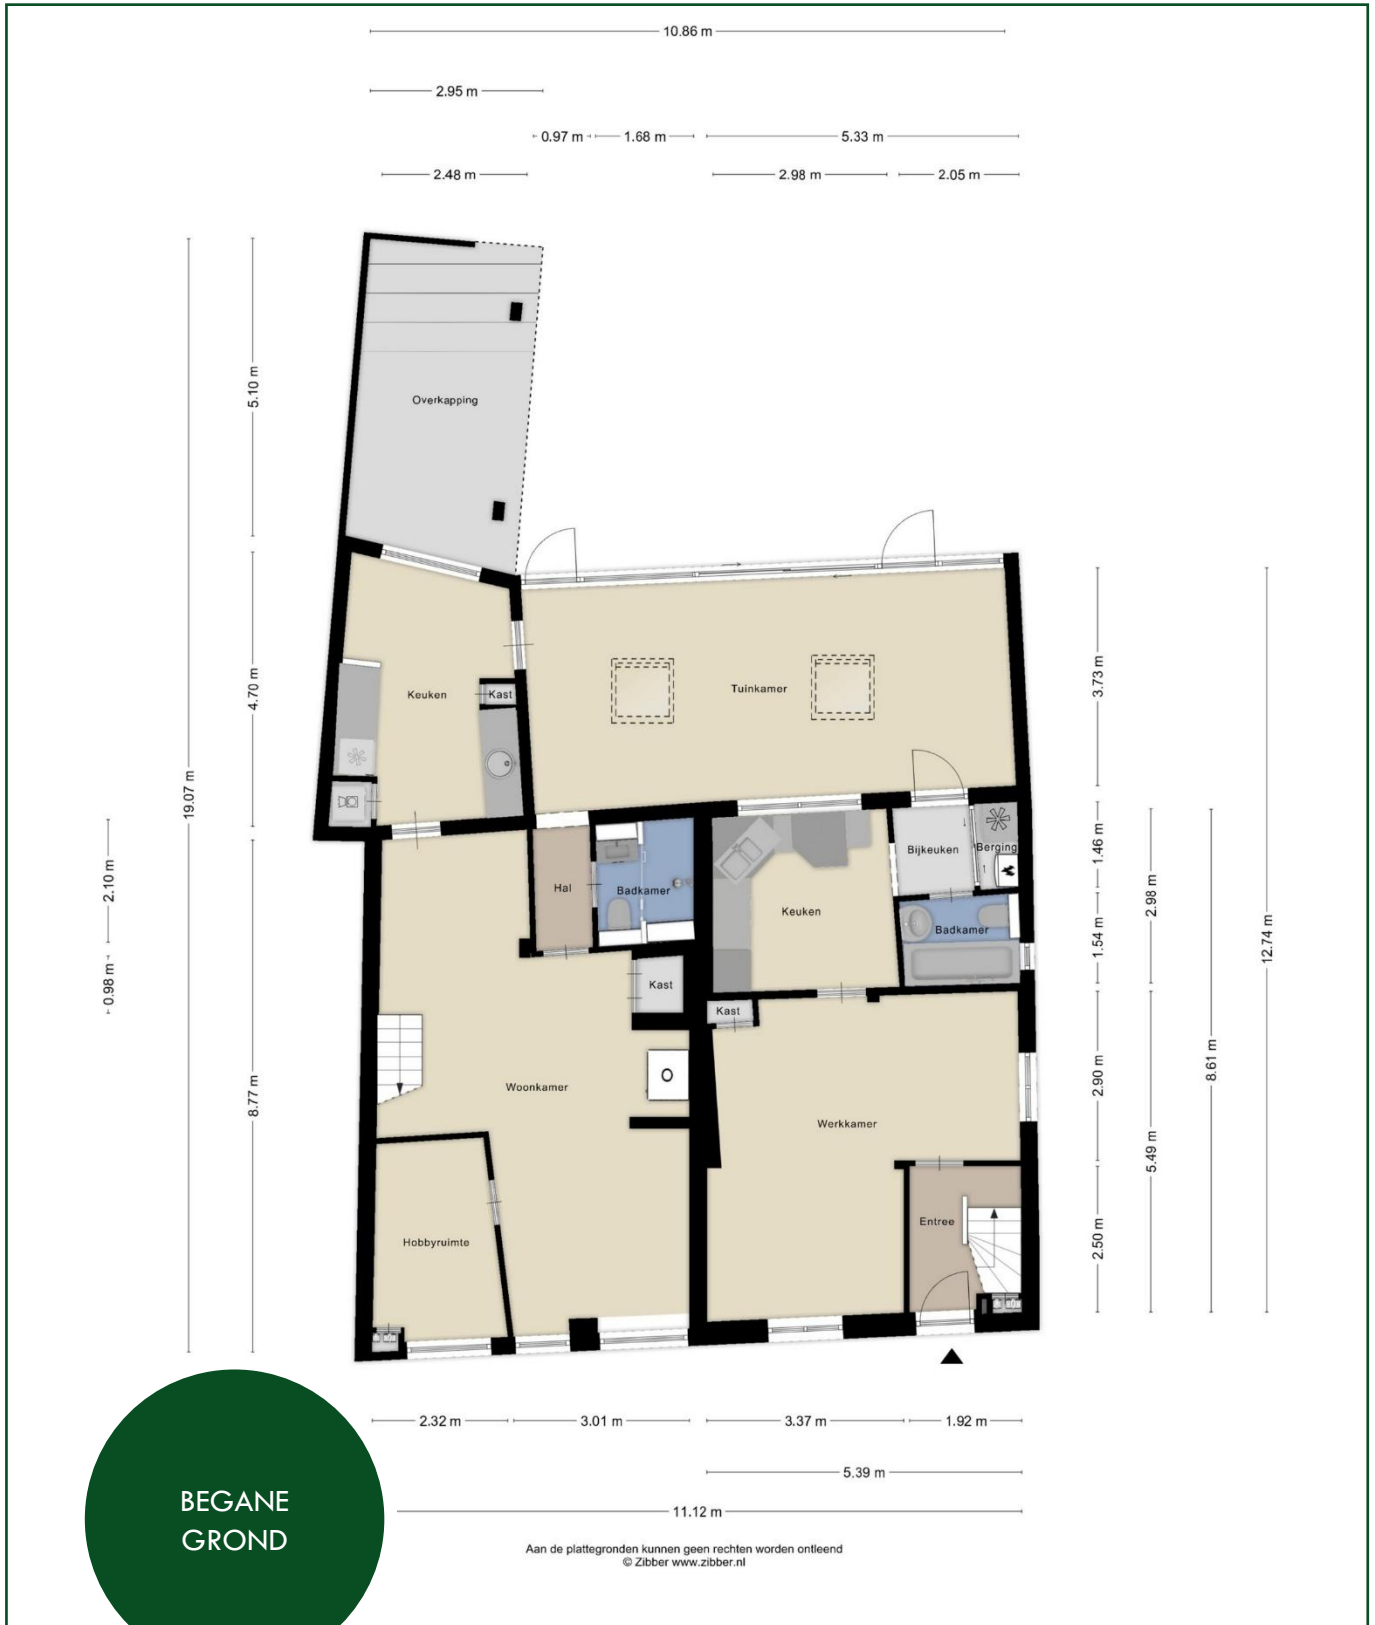 10.86 m
2.95 m
0.97 m
1.68 m
5.33 m
2.48 m
2.98 m
2.05 m
5.10 m
Overkapping
4.70 m
19.07 m
Keuken
Kast
Tuinkamer
3.73 m
2.10 m
0.98 m
Hal
Badkamer
Keuken
Bijkeuken
Berging
Badkamer
1.46 m
1.54 m
2.98 m
12.74 m
Kast
Kast
Woonkamer
Werkkamer
2.90 m
8.61 m
8.77 m
5.49 m
Hobbyruimte
Entree
2.50 m
2.32 m
3.01 m
3.37 m
1.92 m
5.39 m
11.12 m
BEGANE
GROND
Aan de plattegronden kunnen geen rechten worden ontleend
© Zibber www.zibber.nl